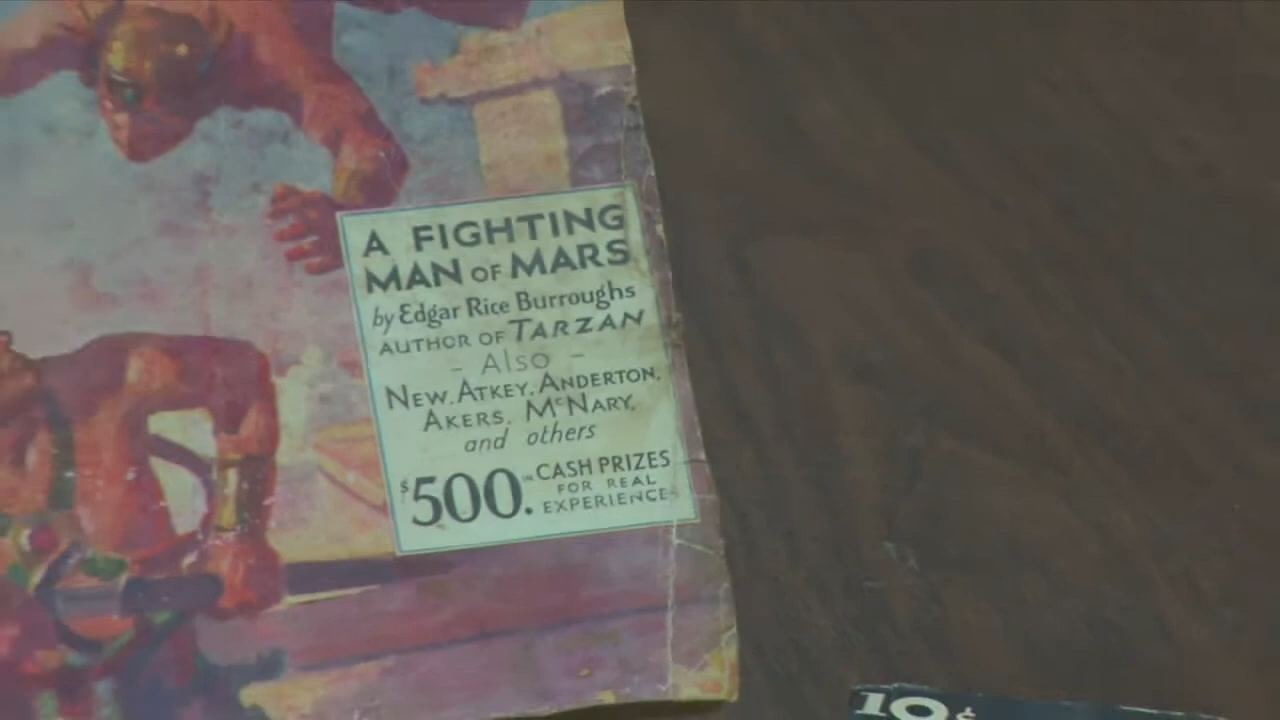 A FIGHTING
MAN OF MARS
by Edgar Rice Burroughs
AUTHOR OF TARZAN
- ALSO -
NEW, ATKEY, ANDERTON,
AKERS, McNARY,
and others
$500. IN CASH PRIZES
FOR REAL
EXPERIENCES
10¢